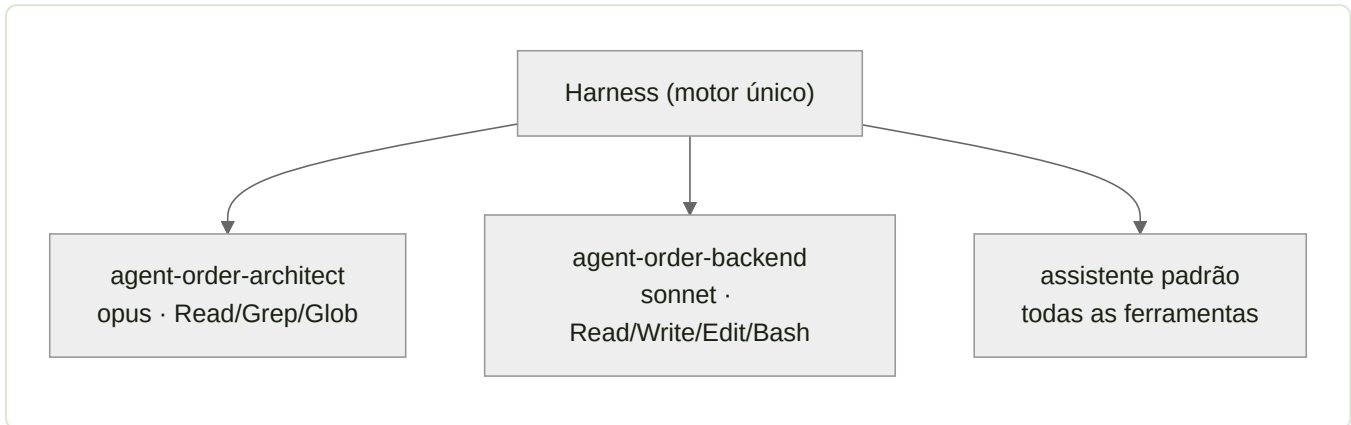 Harness (motor único)
agent-order-architect
opus · Read/Grep/Glob
agent-order-backend
sonnet ·
Read/Write/Edit/Bash
assistente padrão
todas as ferramentas